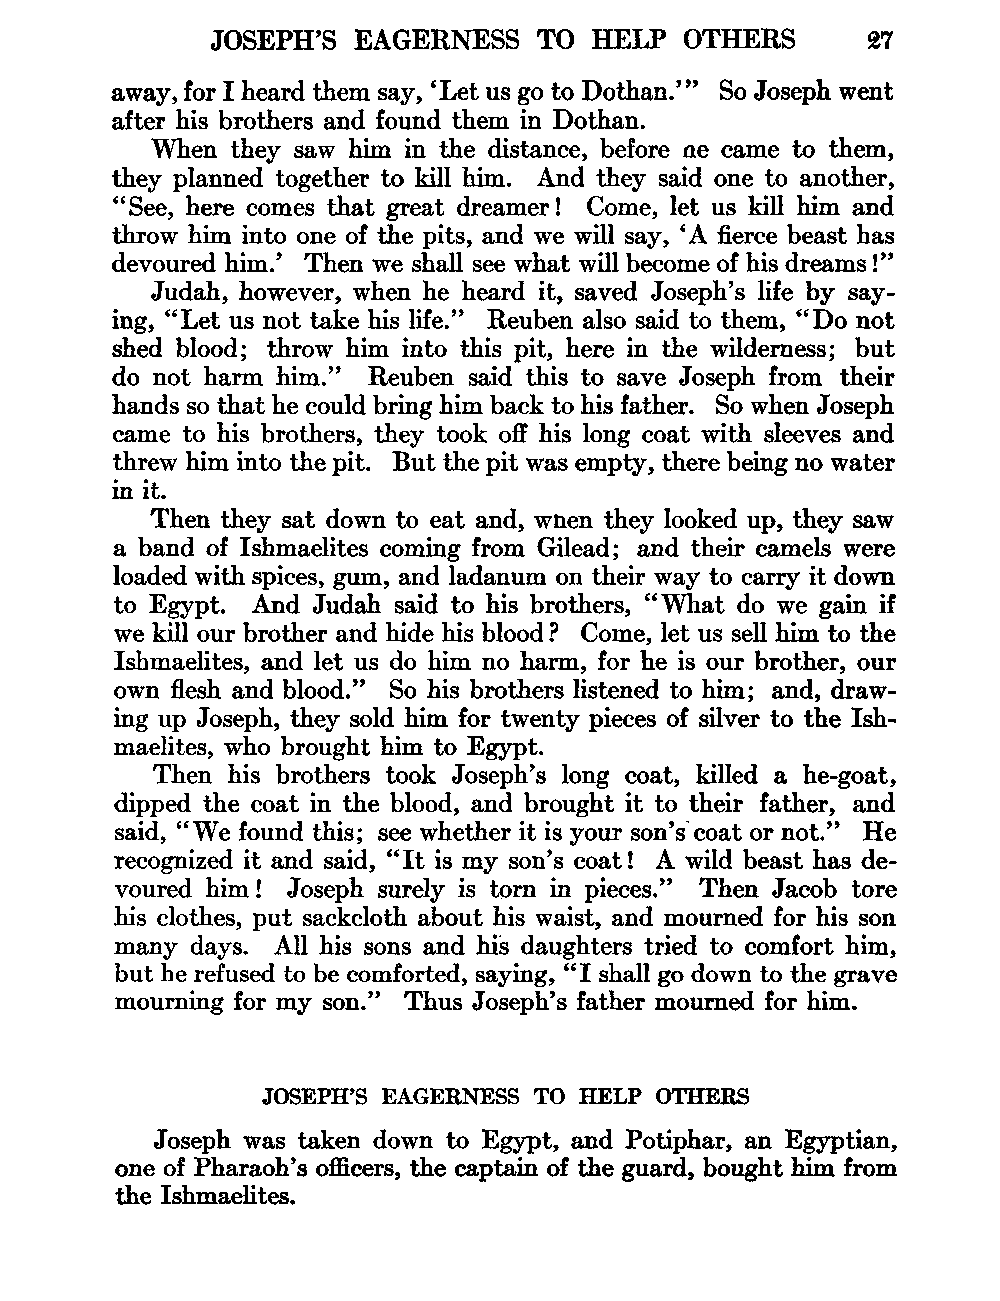 JOSEPH'S EAGERNESS TO HELP OTHERS 27
away, for I heard them say, ‘Let us go to Dothan.’” So Joseph went
after his brothers and found them in Dothan.
When they saw him in the distance, before ne came to them,
they planned together to kill him. And they said one to another,
“See, here comes that great dreamer! Come, let us kill him and
throw him into one of the pits, and we will say, ‘A fierce beast has
devoured him.’ Then we shall see what will become of his dreams!”
Judah, however, when he heard it, saved Joseph's life by say-
ing, “Let us not take his life.” Reuben also said to them, “Do not
shed blood; throw him into this pit, here in the wilderness; but
do not harm him.” Reuben said this to save Joseph from their
hands so that he could bring him back to his father. So when Joseph
came to his brothers, they took off his long coat with sleeves and
threw him into the pit. But the pit was empty, there being no water
in it.
Then they sat down to eat and, wnen they looked up, they saw
a band of Ishmaelites coming from Gilead; and their camels were
loaded with spices, gum, and ladanum on their way to carry it down
to Egypt. And Judah said to his brothers, “What do we gain if
we kill our brother and hide his blood? Come, let us sell him to the
Ishmaelites, and let us do him no harm, for he is our brother, our
own flesh and blood.” So his brothers listened to him; and, draw-
ing up Joseph, they sold him for twenty pieces of silver to the Ish-
maelites, who brought him to Egypt.
Then his brothers took Joseph's long coat, killed a he-goat,
dipped the coat in the blood, and brought it to their father, and
said, “We found this; see whether it is your son's coat or not.” He
recognized it and said, “It is my son's coat! A wild beast has de-
voured him! Joseph surely is torn in pieces.” Then Jacob tore
his clothes, put sackcloth about his waist, and mourned for his son
many days. All his sons and his daughters tried to comfort him,
but he refused to be comforted, saying, “I shall go down to the grave
mourning for my son.” Thus Joseph's father mourned for him.
JOSEPH'S EAGERNESS TO HELP OTHERS
Joseph was taken down to Egypt, and Potiphar, an Egyptian,
one of Pharaoh's officers, the captain of the guard, bought him from
the Ishmaelites.